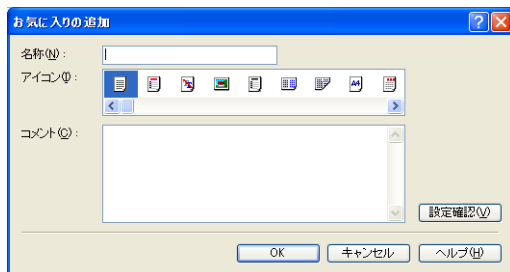 お気に入りの追加
名称(N):
アイコン(I):
A4
コメント(C):
設定確認(V)
OK
キャンセル
ヘルプ(H)